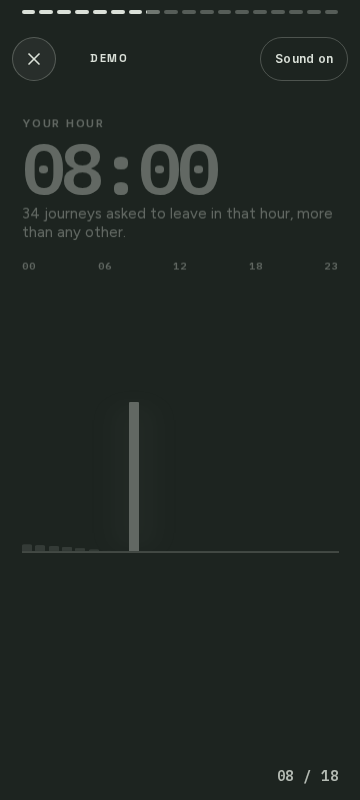 DEMO
Sound on
YOUR HOUR
08:00
34 journeys asked to leave in that hour, more
than any other.
00 06 12 18 23
08 / 18